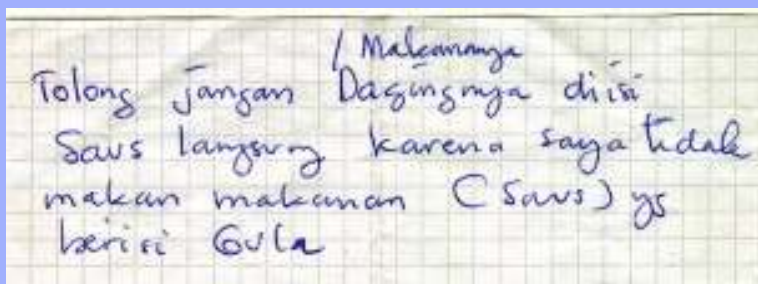 / Makanannya
Tolong jangan Dagingnya diisi
Saus langsung karena saya tidak
makan makanan (Saus) yg
berisi Gula